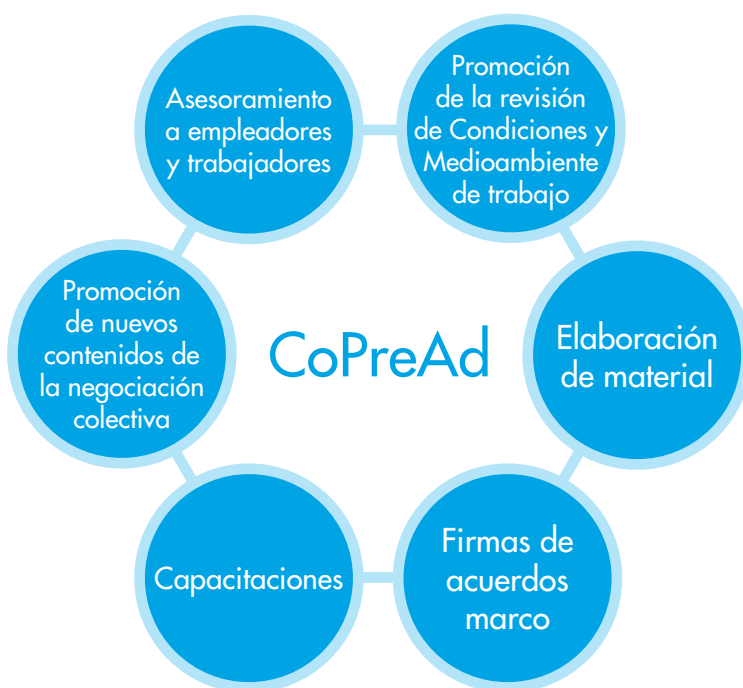 Asesoramiento
a empleadores
y trabajadores
Promoción
de la revisión
de Condiciones y
Medioambiente
de trabajo
Promoción
de nuevos
contenidos de
la negociación
colectiva
CoPreAd
Elaboración
de material
Capacitaciones
Firmas de
acuerdos
marco